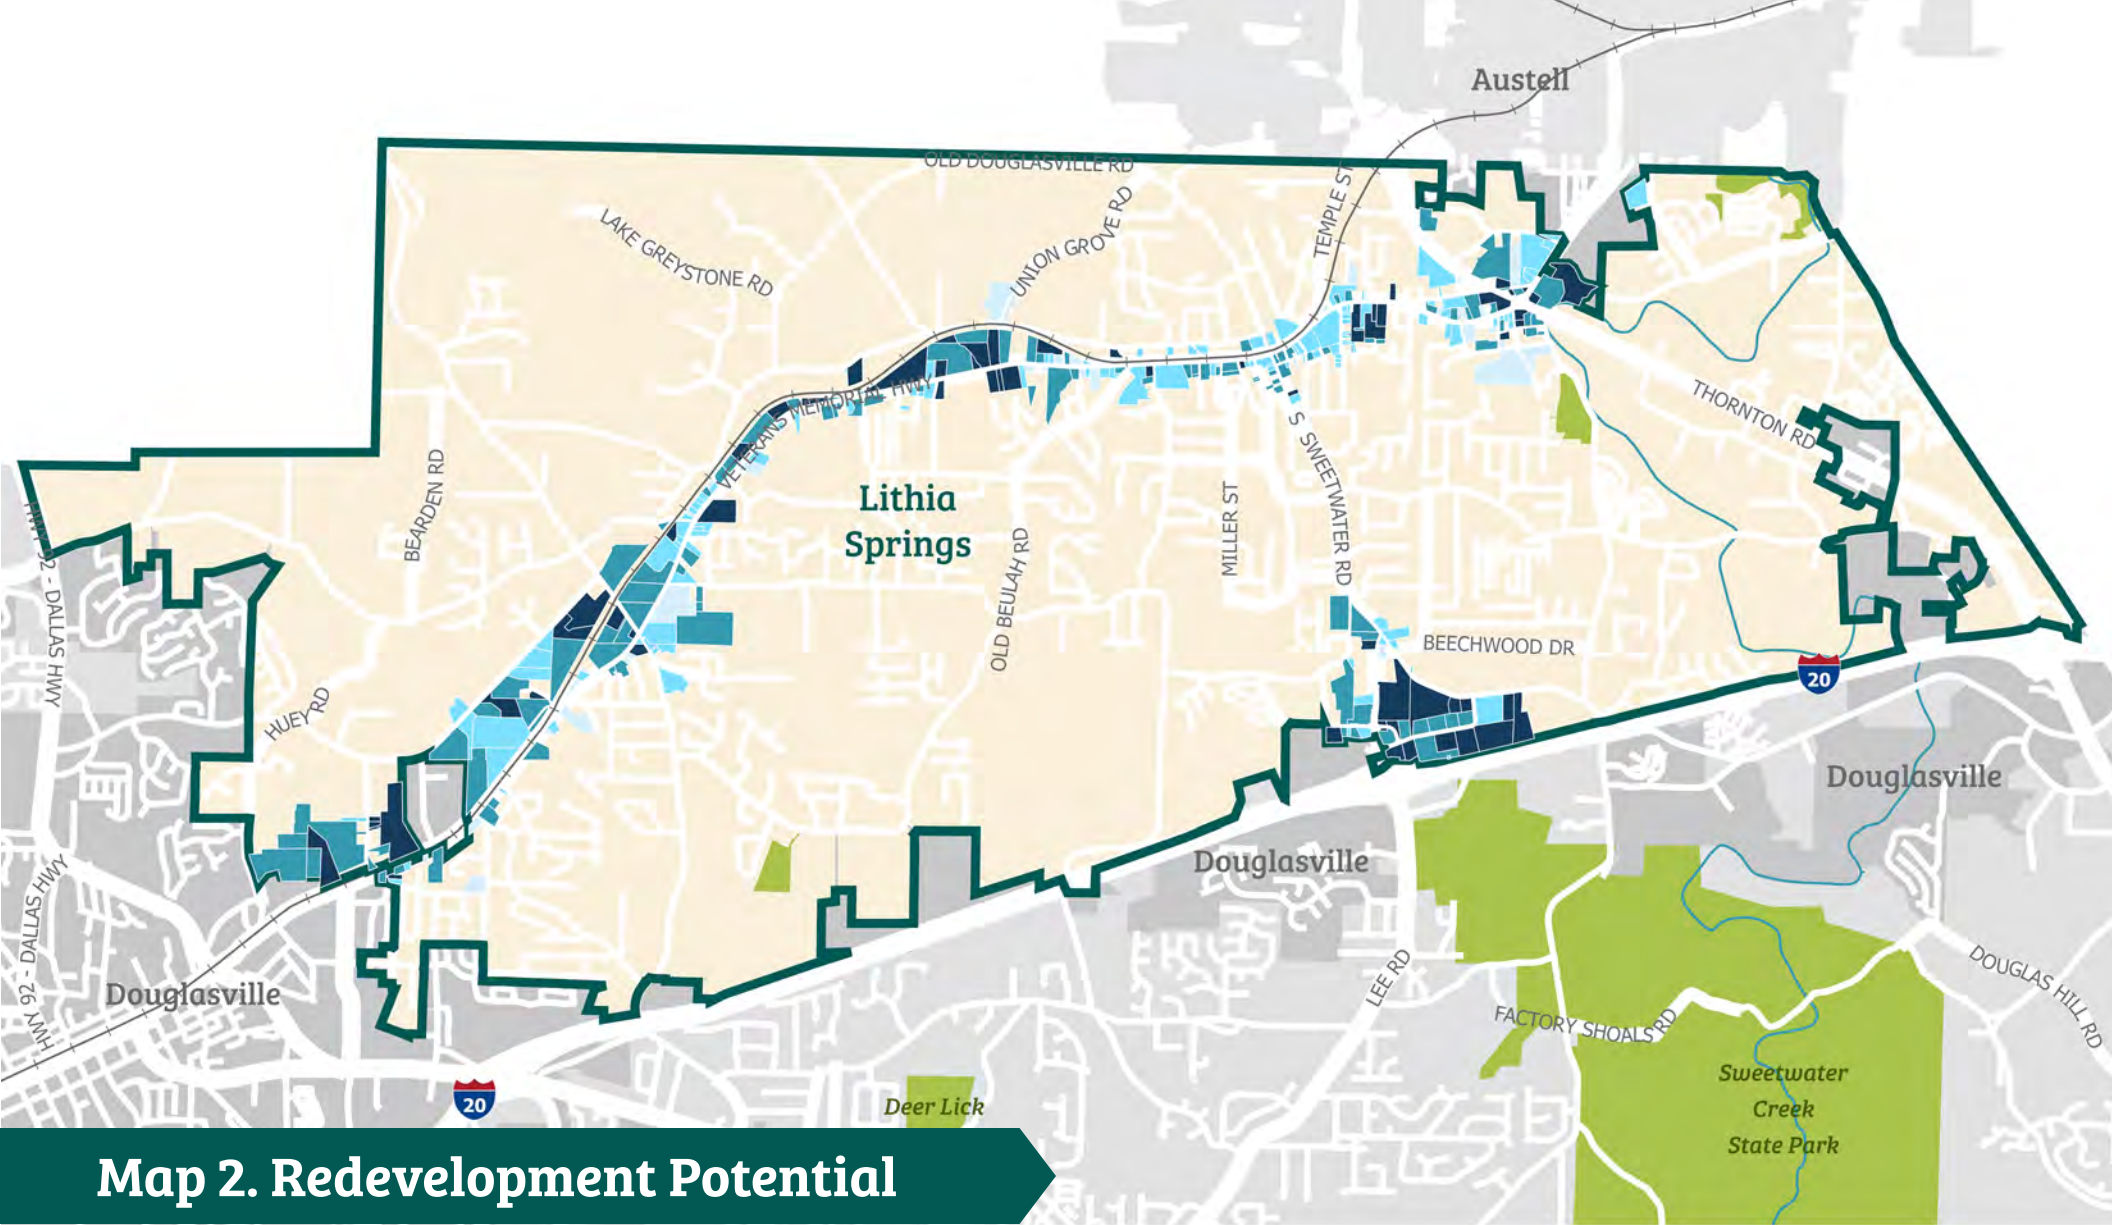 Austell
OLD DOUGLASVILLE RD
TEMPLE ST
LAKE GREYSTONE RD
UNION GROVE RD
THORNTON RD
VETERANS MEMORIAL HWY
S SWEETWATER RD
BEARDEN RD
Lithia
Springs
MILLER ST
OLD BEULAH RD
HWY 92 - DALLAS HWY
BEECHWOOD DR
20
HUEY RD
Douglasville
Douglasville
HWY 92 - DALLAS HWY
Douglasville
LEE RD
DOUGLAS HILL RD
FACTORY SHOALS RD
Sweetwater
Creek
State Park
20
Deer Lick
Map 2. Redevelopment Potential